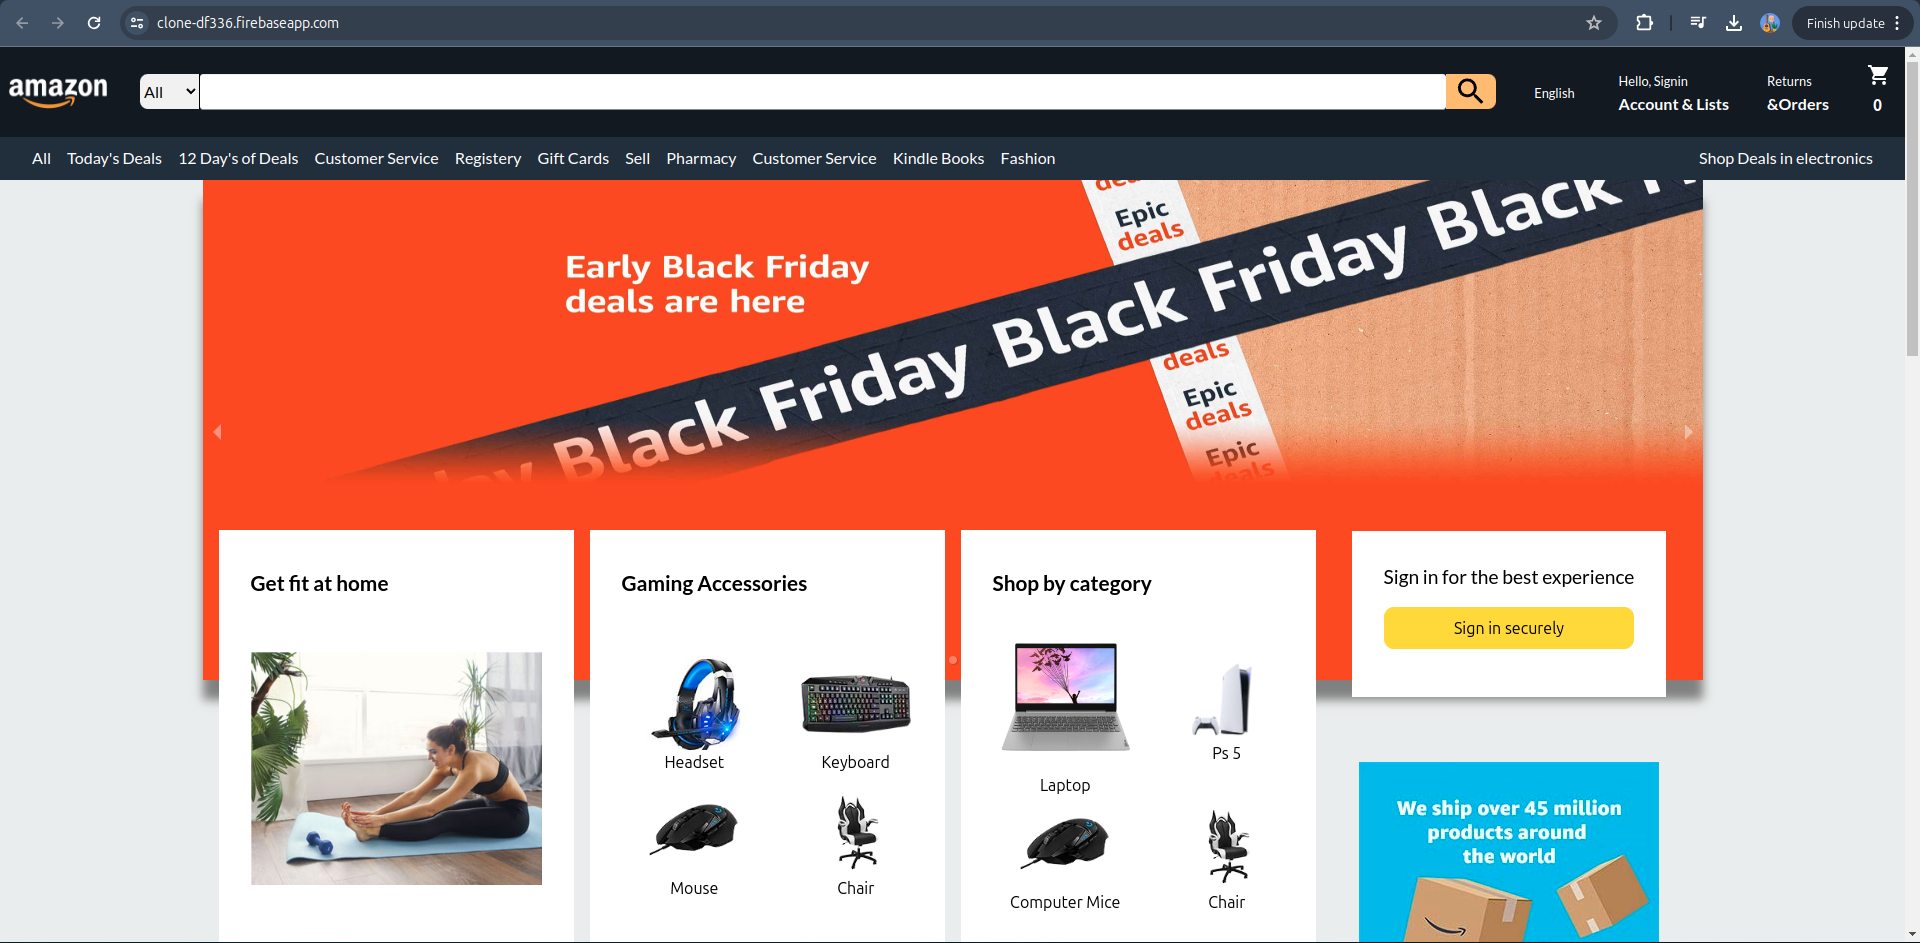 clone-df336.firebaseapp.com
Finish update
amazon
All
English
Hello, Signin
Account & Lists
Returns
&Orders
0
All Today's Deals 12 Day's of Deals Customer Service Registery Gift Cards Sell Pharmacy Customer Service Kindle Books Fashion Shop Deals in electronics
Early Black Friday
deals are here
Epic
deals
Black Friday Black Friday Black
deals
Epic
deals
Epic
deals
Get fit at home
Gaming Accessories
Headset
Keyboard
Mouse
Chair
Shop by category
Laptop
Ps 5
Computer Mice
Chair
Sign in for the best experience
Sign in securely
We ship over 45 million
products around
the world